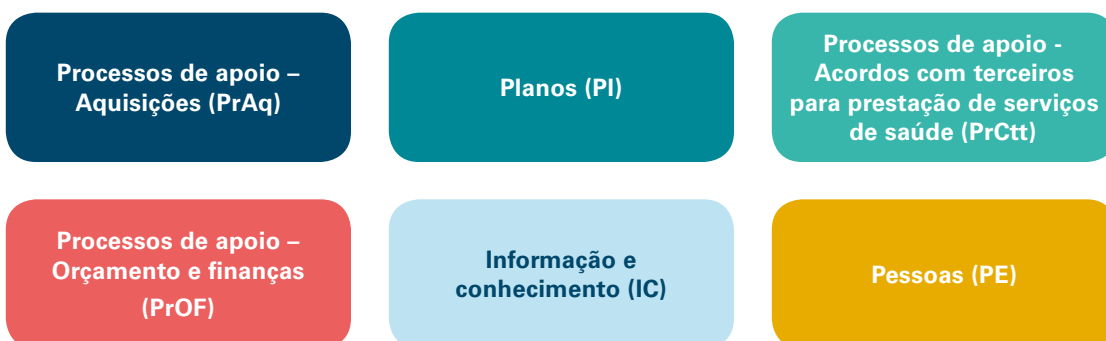 Processos de apoio –
Aquisições (PrAq)
Planos (PI)
Processos de apoio -
Acordos com terceiros
para prestação de serviços
de saúde (PrCtt)
Processos de apoio –
Orçamento e finanças
(PrOF)
Informação e
conhecimento (IC)
Pessoas (PE)